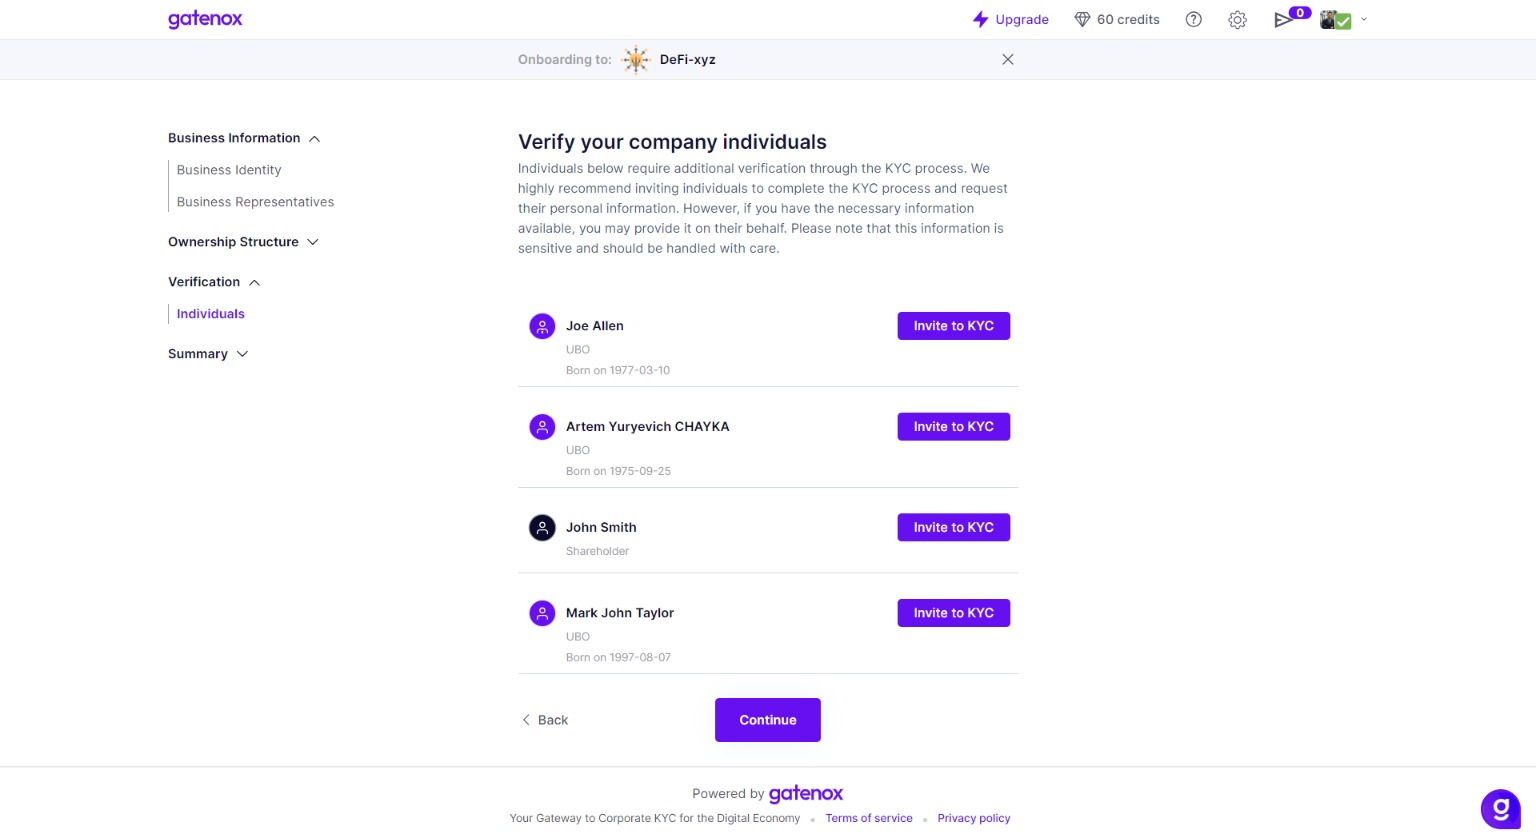 gatenox
Upgrade
60 credits
0
Onboarding to:
DeFi-xyz
Business Information
Business Identity
Business Representatives
Ownership Structure
Verification
Individuals
Summary
Verify your company individuals
Individuals below require additional verification through the KYC process. We
highly recommend inviting individuals to complete the KYC process and request
their personal information. However, if you have the necessary information
available, you may provide it on their behalf. Please note that this information is
sensitive and should be handled with care.
Joe Allen
Invite to KYC
UBO
Born on 1977-03-10
Artem Yuryevich CHAYKA
Invite to KYC
UBO
Born on 1975-09-25
John Smith
Invite to KYC
Shareholder
Mark John Taylor
Invite to KYC
UBO
Born on 1997-08-07
Back
Continue
Powered by gatenox
Your Gateway to Corporate KYC for the Digital Economy
Terms of service
Privacy policy
g